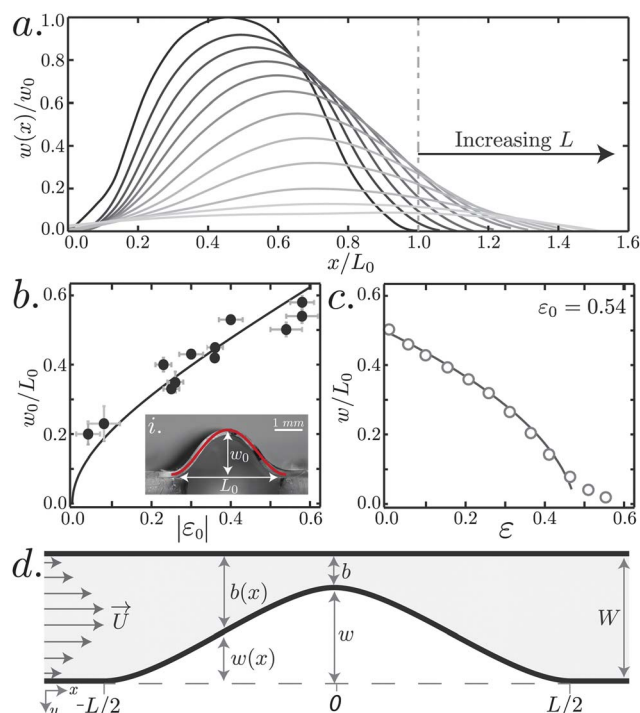 a.
w(x)/w₀
1.0
0.8
0.6
0.4
0.2
0.0
Increasing L
0.0 0.2 0.4 0.6 0.8 1.0 1.2 1.4 1.6
x/L₀
b.
w₀/L₀
0.6
0.4
0.2
0.0
i.
1 mm
w₀
L₀
0.0 0.2 0.4 0.6
|ε₀|
c.
w/L₀
ε₀ = 0.54
0.6
0.4
0.2
0.0
0.0 0.2 0.4 0.6
ε
d.
U
b(x)
b
W
w(x)
w
x
-L/2
0
L/2